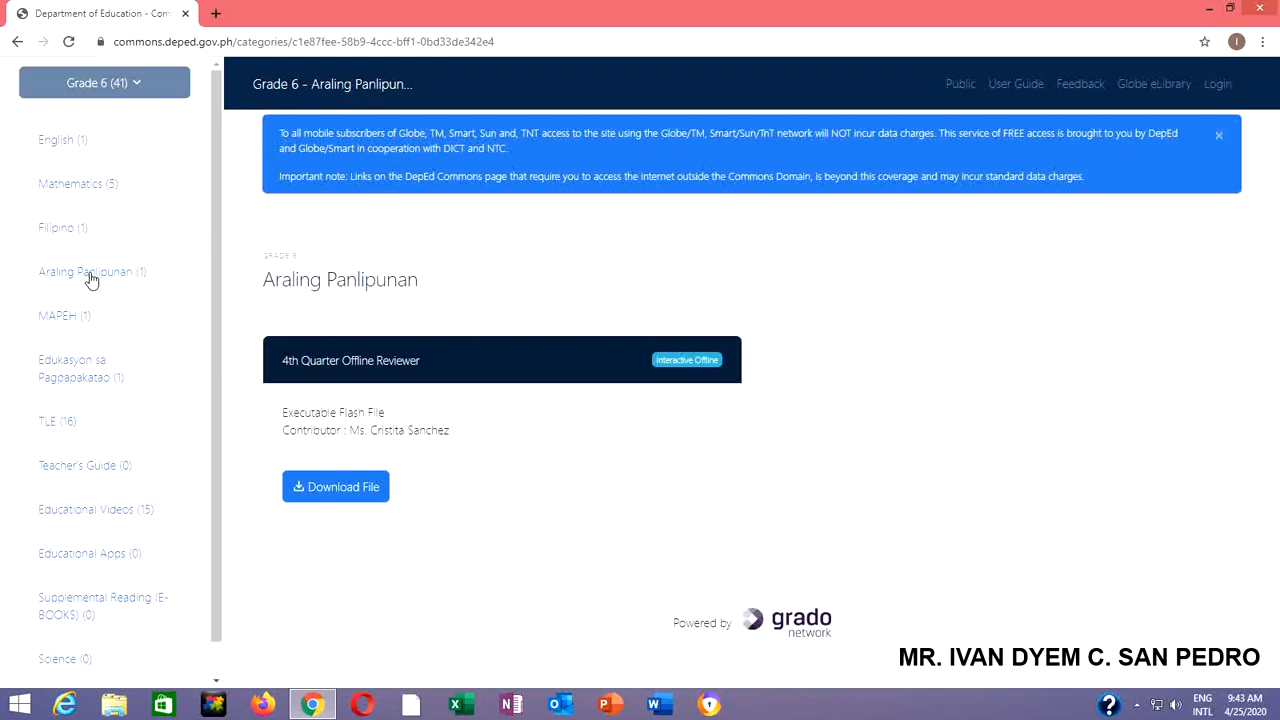 Department of Education - Com
commons.deped.gov.ph/categories/c1e87fee-58b9-4ccc-bff1-0bd33de342e4
I
Grade 6 (41)
Grade 6 - Araling Panlipun...
Public
User Guide
Feedback
Globe eLibrary
Login
To all mobile subscribers of Globe, TM, Smart, Sun and, TNT access to the site using the Globe/TM, Smart/Sun/TnT network will NOT incur data charges. This service of FREE access is brought to you by DepEd
and Globe/Smart in cooperation with DICT and NTC.
Important note: Links on the DepEd Commons page that require you to access the internet outside the Commons Domain, is beyond this coverage and may incur standard data charges.
English (1)
Mathematics (5)
Filipino (1)
Araling Panlipunan (1)
MAPEH (1)
Edukasyon sa
Pagpapakatao (1)
TLE (16)
Teacher's Guide (0)
Educational Videos (15)
Educational Apps (0)
Supplemental Reading (E-
BOOKS) (0)
Science (0)
GRADE 6
Araling Panlipunan
4th Quarter Offline Reviewer
Interactive Offline
Executable Flash File
Contributor : Ms. Cristita Sanchez
Download File
Powered by
grado
network
MR. IVAN DYEM C. SAN PEDRO
ENG
INTL
9:43 AM
4/25/2020